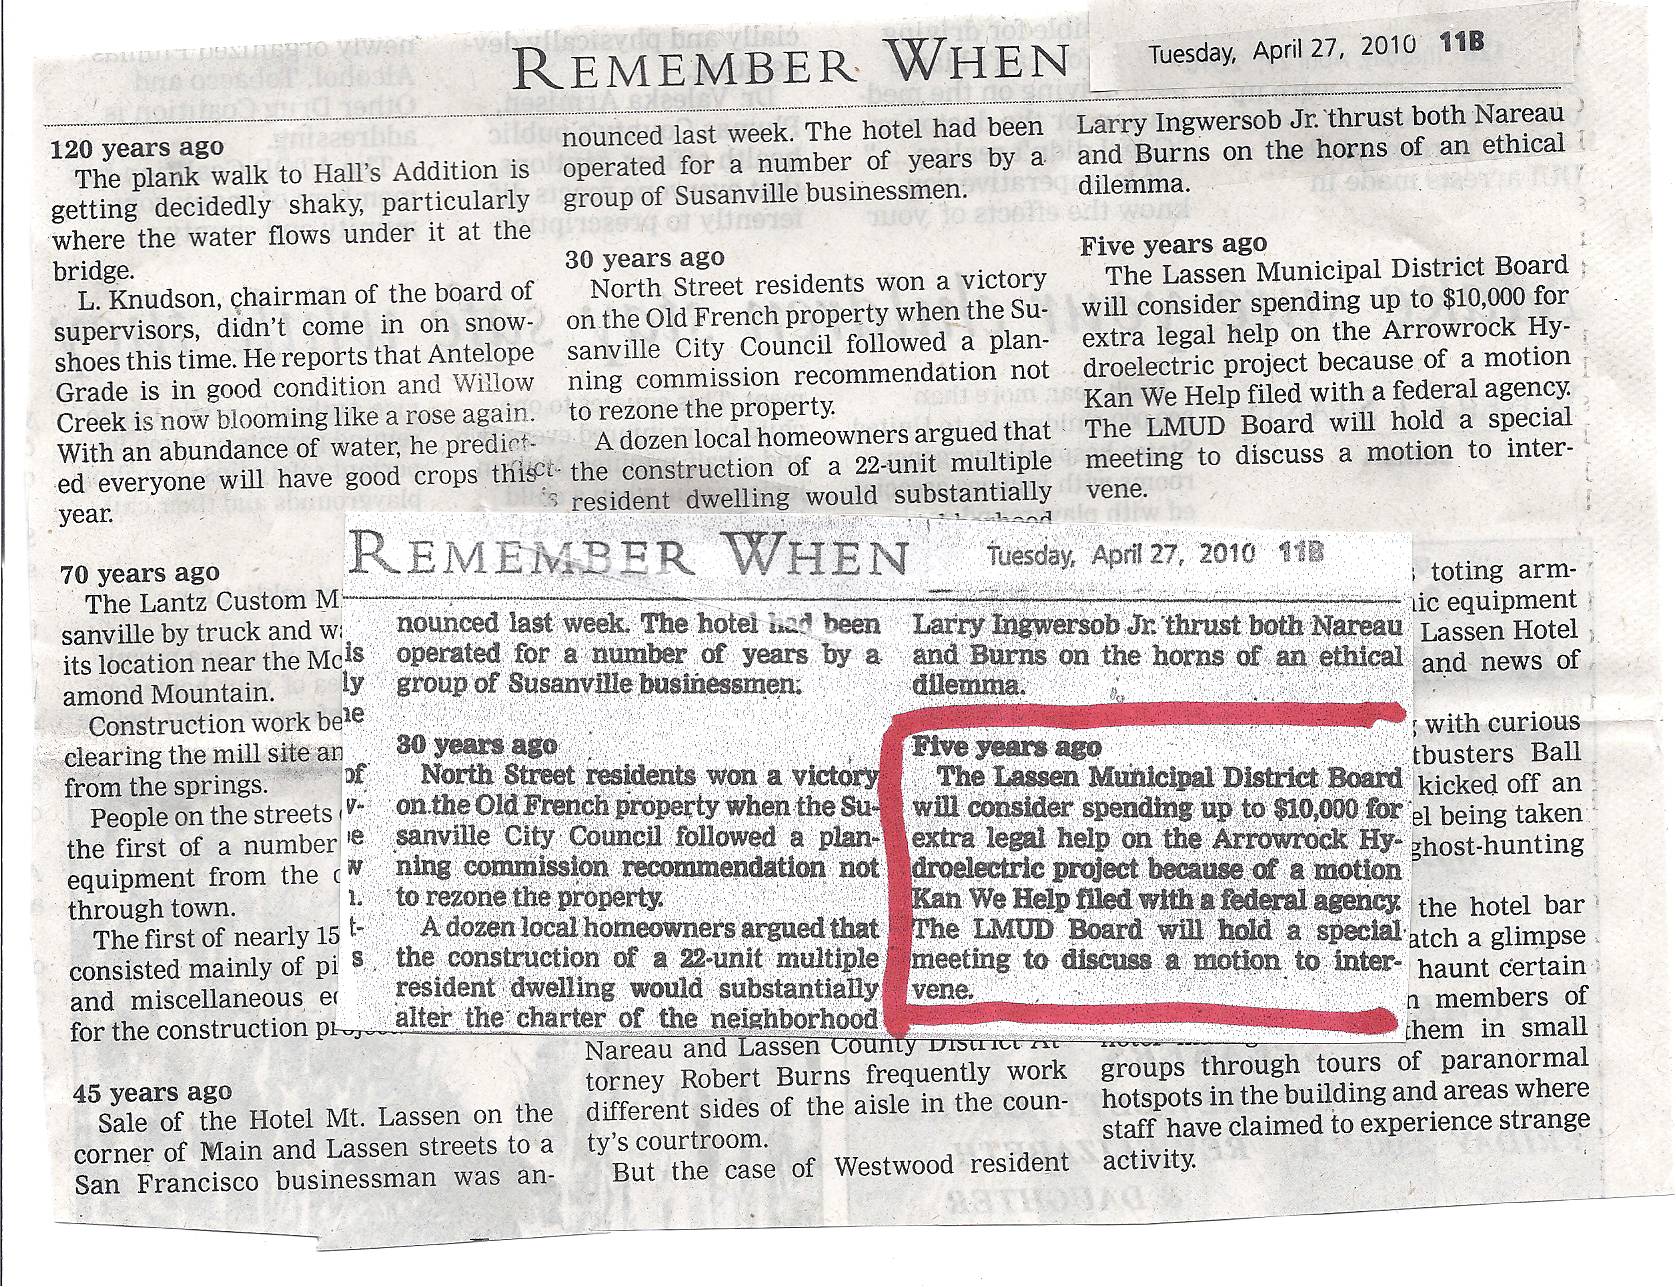 REMEMBER WHEN
Tuesday, April 27, 2010 11B
120 years ago
The plank walk to Hall's Addition is
getting decidedly shaky, particularly
where the water flows under it at the
bridge.
L. Knudson, chairman of the board of
supervisors, didn't come in on snow-
shoes this time. He reports that Antelope
Grade is in good condition and Willow
Creek is now blooming like a rose again.
With an abundance of water, he predict-
ed everyone will have good crops this
year.
70 years ago
The Lantz Custom M
sanville by truck and w
its location near the Mc
amond Mountain.
Construction work be
clearing the mill site an
from the springs.
People on the streets
the first of a number
equipment from the
through town.
The first of nearly 15
consisted mainly of pi
and miscellaneous e
for the construction pr
45 years ago
Sale of the Hotel Mt. Lassen on the
corner of Main and Lassen streets to a
San Francisco businessman was an-
nounced last week. The hotel had been
operated for a number of years by a
group of Susanville businessmen.
30 years ago
North Street residents won a victory
on the Old French property when the Su-
sanville City Council followed a plan-
ning commission recommendation not
to rezone the property.
A dozen local homeowners argued that
the construction of a 22-unit multiple
resident dwelling would substantially
Nareau and Lassen County District At-
torney Robert Burns frequently work
different sides of the aisle in the coun-
ty's courtroom.
But the case of Westwood resident
Larry Ingwersob Jr. thrust both Nareau
and Burns on the horns of an ethical
dilemma.
Five years ago
The Lassen Municipal District Board
will consider spending up to $10,000 for
extra legal help on the Arrowrock Hy-
droelectric project because of a motion
Kan We Help filed with a federal agency.
The LMUD Board will hold a special
meeting to discuss a motion to inter-
vene.
toting arm-
ic equipment
Lassen Hotel
and news of
with curious
tbusters Ball
kicked off an
el being taken
ghost-hunting
the hotel bar
atch a glimpse
haunt certain
members of
them in small
groups through tours of paranormal
hotspots in the building and areas where
staff have claimed to experience strange
activity.
REMEMBER WHEN
Tuesday, April 27, 2010 11B
is
ly
ne
of
v-
ne
w
1.
t-
s
nounced last week. The hotel had been
operated for a number of years by a
group of Susanville businessmen.
30 years ago
North Street residents won a victory
on the Old French property when the Su-
sanville City Council followed a plan-
ning commission recommendation not
to rezone the property.
A dozen local homeowners argued that
the construction of a 22-unit multiple
resident dwelling would substantially
alter the charter of the neighborhood
Larry Ingwersob Jr. thrust both Nareau
and Burns on the horns of an ethical
dilemma.
Five years ago
The Lassen Municipal District Board
will consider spending up to $10,000 for
extra legal help on the Arrowrock Hy-
droelectric project because of a motion
Kan We Help filed with a federal agency.
The LMUD Board will hold a special
meeting to discuss a motion to inter-
vene.